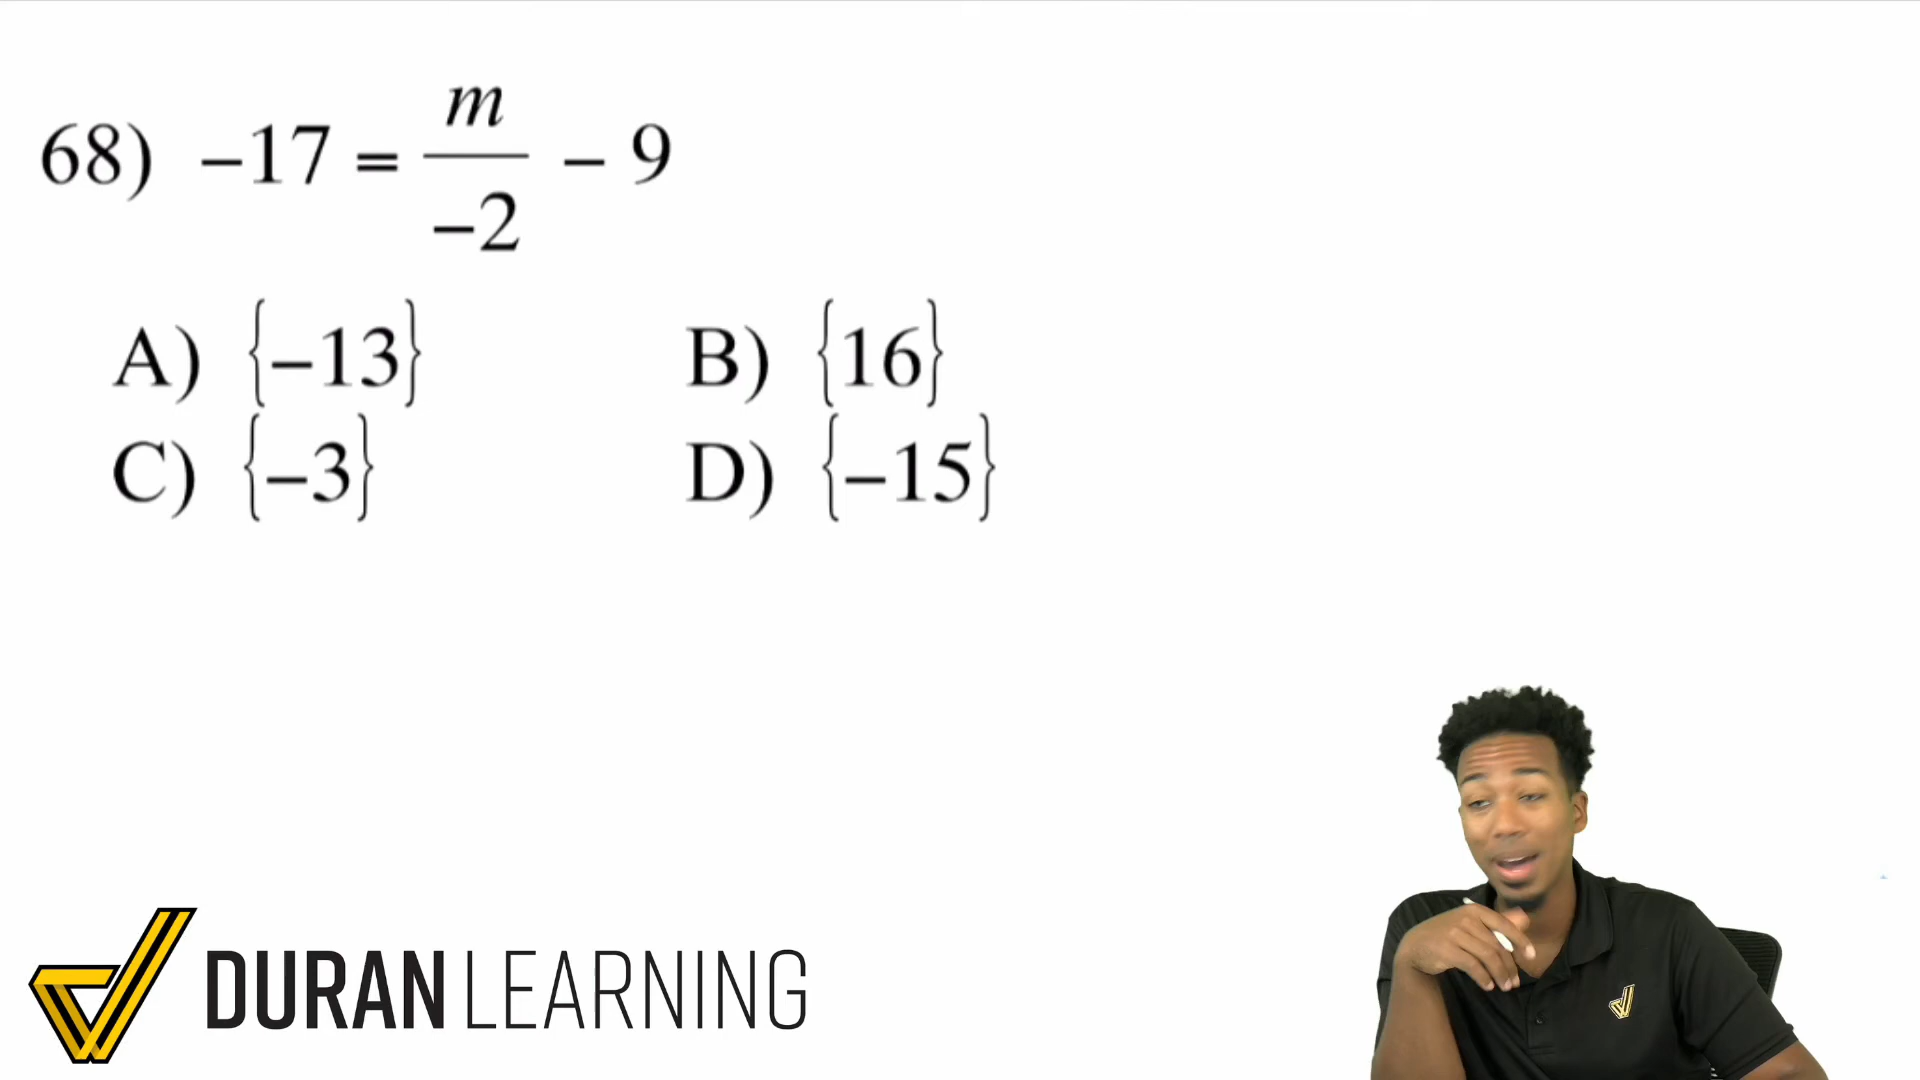 68) −17 = m/−2 − 9
A) {−13} B) {16}
C) {−3} D) {−15}
DURAN LEARNING